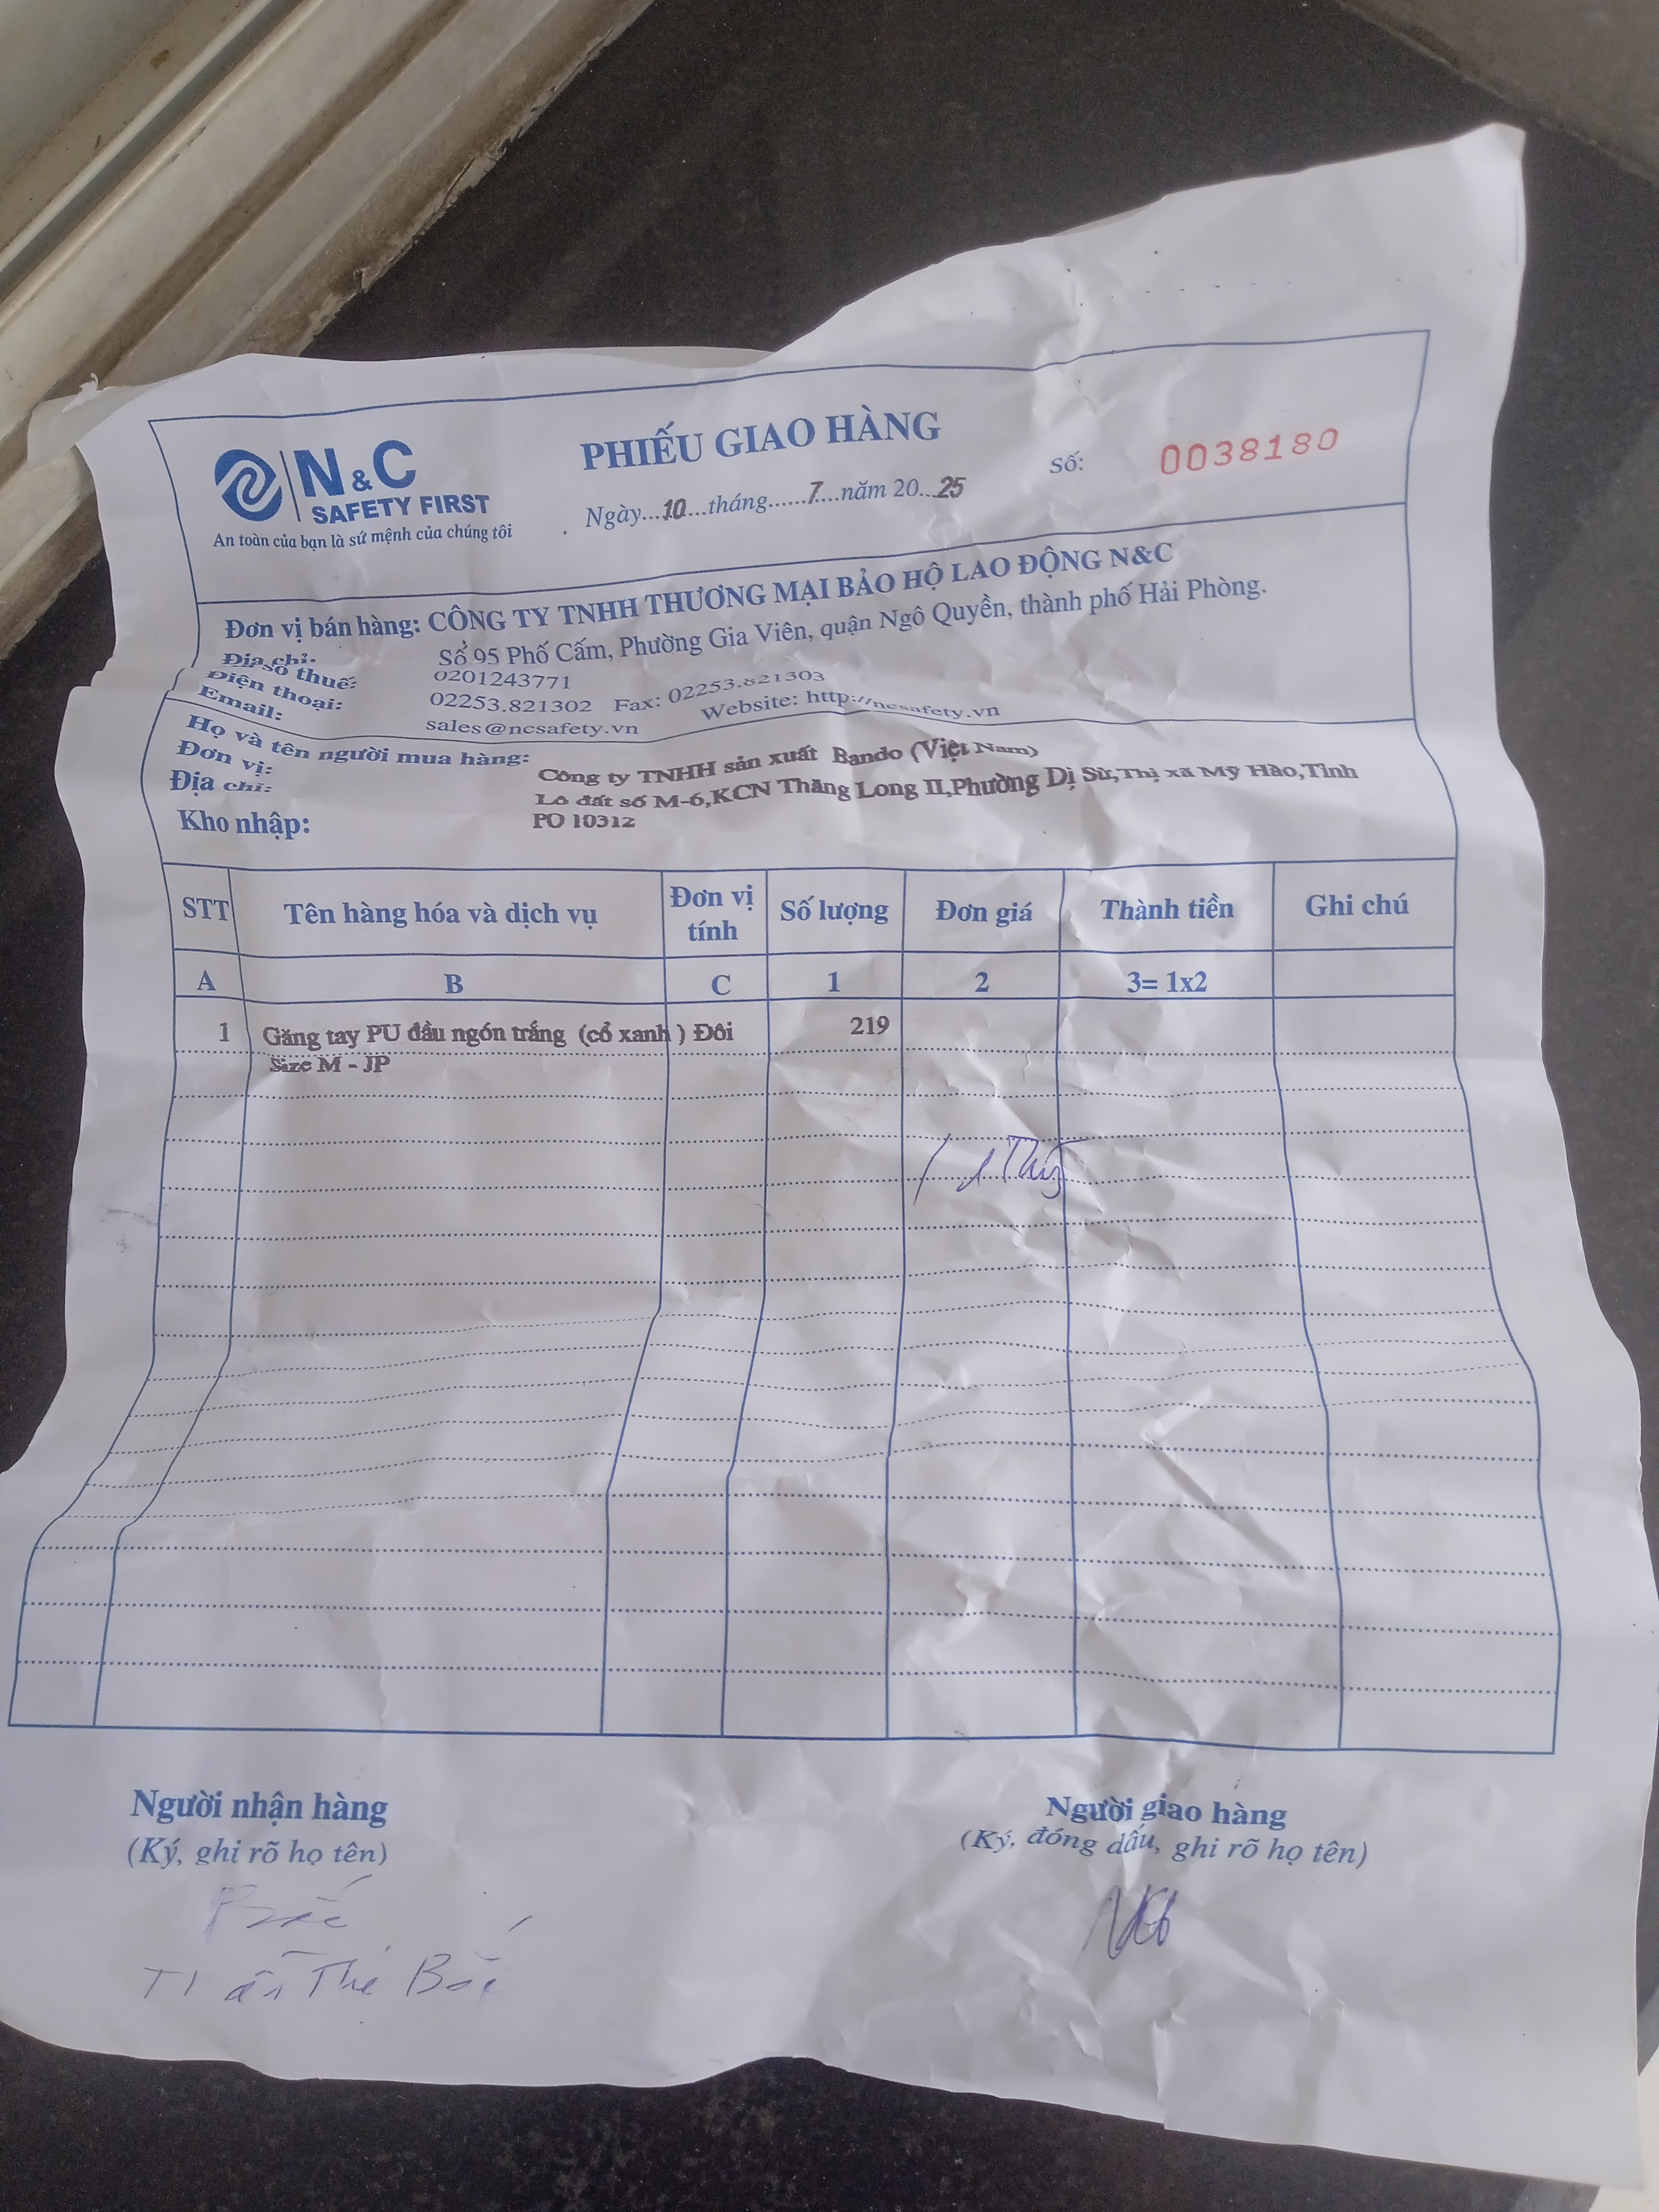 N&C
SAFETY FIRST
An toàn của bạn là sứ mệnh của chúng tôi
PHIẾU GIAO HÀNG
Ngày...10...tháng......7....năm 20...25
Số: 0038180
Đơn vị bán hàng: CÔNG TY TNHH THƯƠNG MẠI BẢO HỘ LAO ĐỘNG N&C
Địa chỉ: Số 95 Phố Cấm, Phường Gia Viên, quận Ngô Quyền, thành phố Hải Phòng.
số thuế: 0201243771
Điện thoại: 02253.821302 Fax: 02253.821303
Email: sales@ncsafety.vn Website: http://ncsafety.vn
Họ và tên người mua hàng:
Đơn vị: Công ty TNHH sản xuất Bando (Việt Nam)
Địa chỉ: Lô đất số M-6,KCN Thăng Long II,Phường Dị Sử,Thị xã Mỹ Hào,Tỉnh
Kho nhập: PO 10312
STT Tên hàng hóa và dịch vụ Đơn vị tính Số lượng Đơn giá Thành tiền Ghi chú
A B C 1 2 3= 1x2
1 Găng tay PU đầu ngón trắng (cổ xanh ) Đôi 219
Size M - JP
Người nhận hàng
(Ký, ghi rõ họ tên)
Người giao hàng
(Ký, đóng dấu, ghi rõ họ tên)